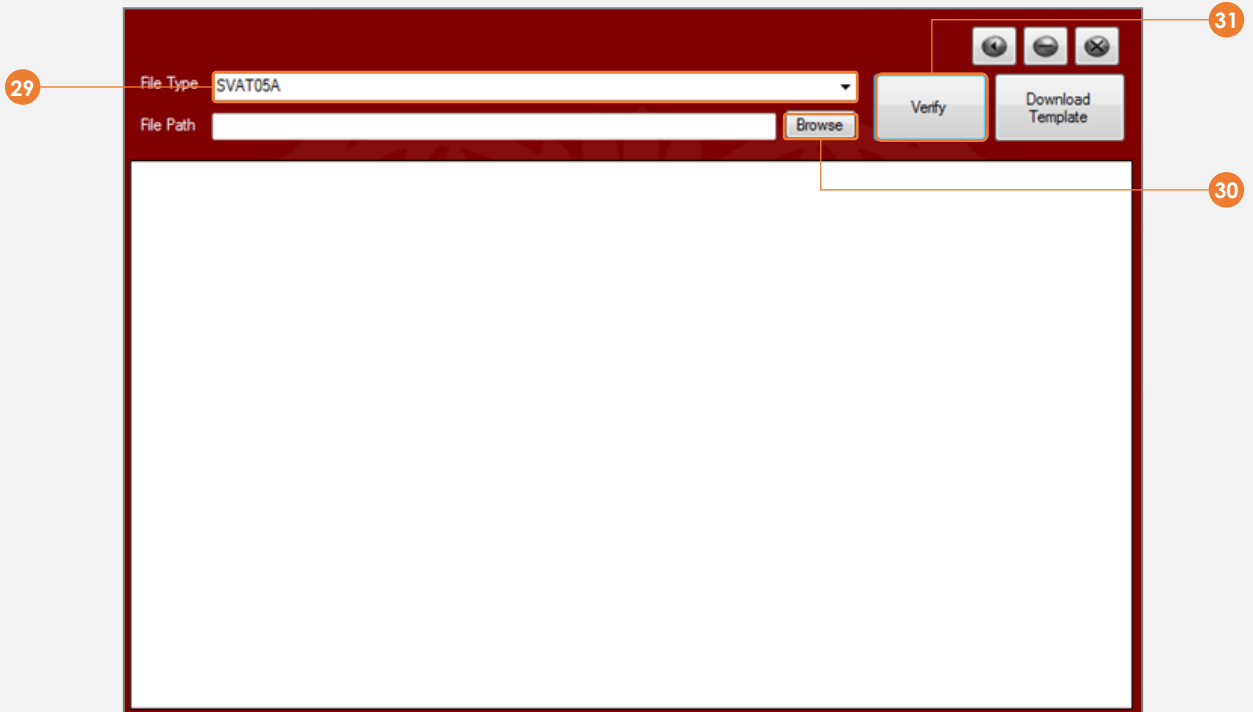 31
29
File Type
SVAT05A
Verify
Download
Template
File Path
Browse
30